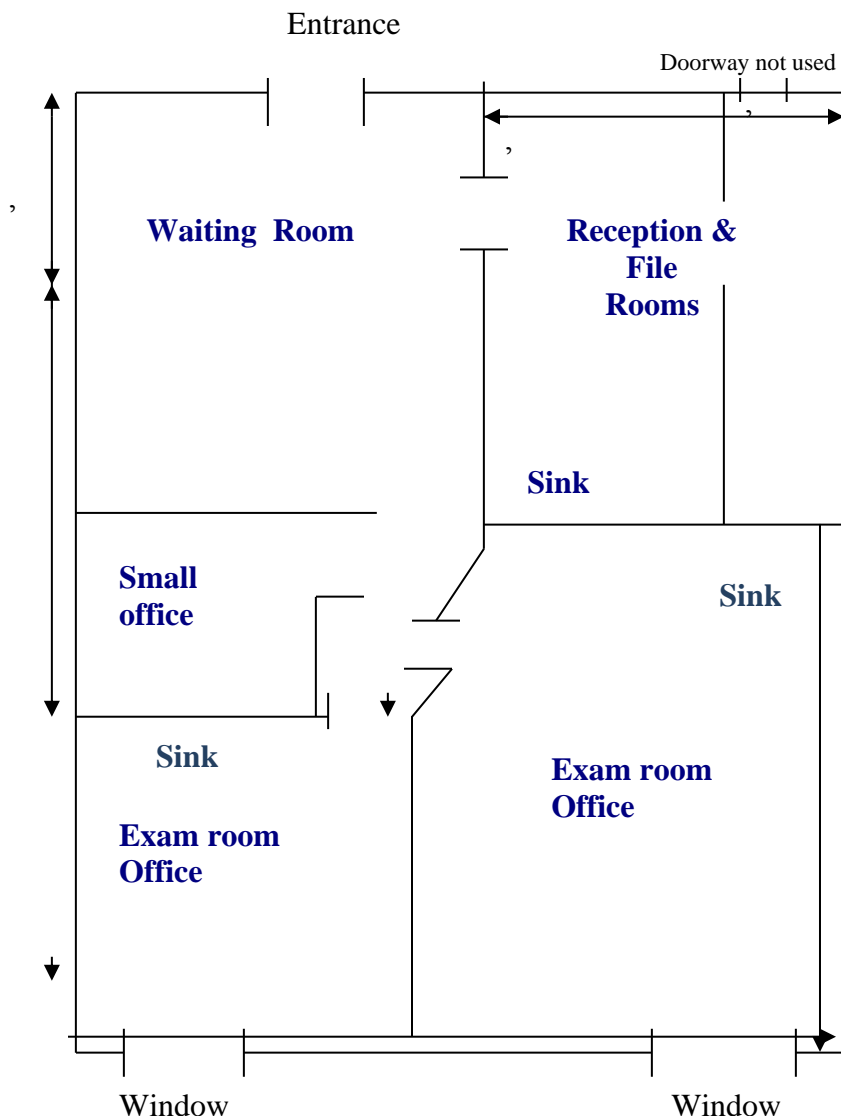 Entrance
Doorway not used
’
’
’
Waiting Room
Reception &
File
Rooms
Sink
Small
office
Sink
Sink
Exam room
Office
Exam room
Office
Window
Window